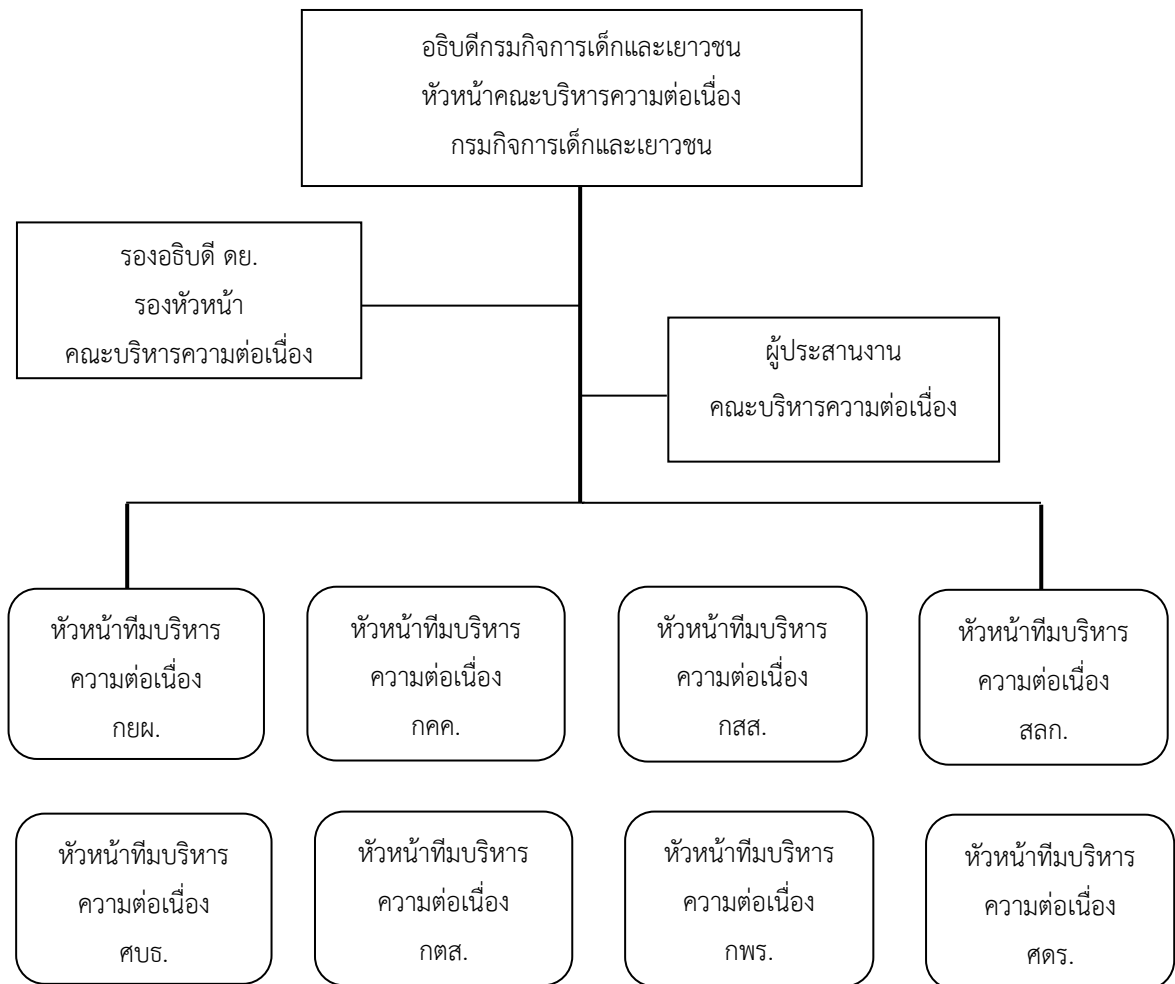 อธิบดีกรมกิจการเด็กและเยาวชน
หัวหน้าคณะบริหารความต่อเนื่อง
กรมกิจการเด็กและเยาวชน
รองอธิบดี ดย.
รองหัวหน้า
คณะบริหารความต่อเนื่อง
ผู้ประสานงาน
คณะบริหารความต่อเนื่อง
หัวหน้าทีมบริหาร
ความต่อเนื่อง
กยผ.
หัวหน้าทีมบริหาร
ความต่อเนื่อง
กคค.
หัวหน้าทีมบริหาร
ความต่อเนื่อง
กสส.
หัวหน้าทีมบริหาร
ความต่อเนื่อง
สลก.
หัวหน้าทีมบริหาร
ความต่อเนื่อง
ศบธ.
หัวหน้าทีมบริหาร
ความต่อเนื่อง
กตส.
หัวหน้าทีมบริหาร
ความต่อเนื่อง
กพร.
หัวหน้าทีมบริหาร
ความต่อเนื่อง
ศดร.